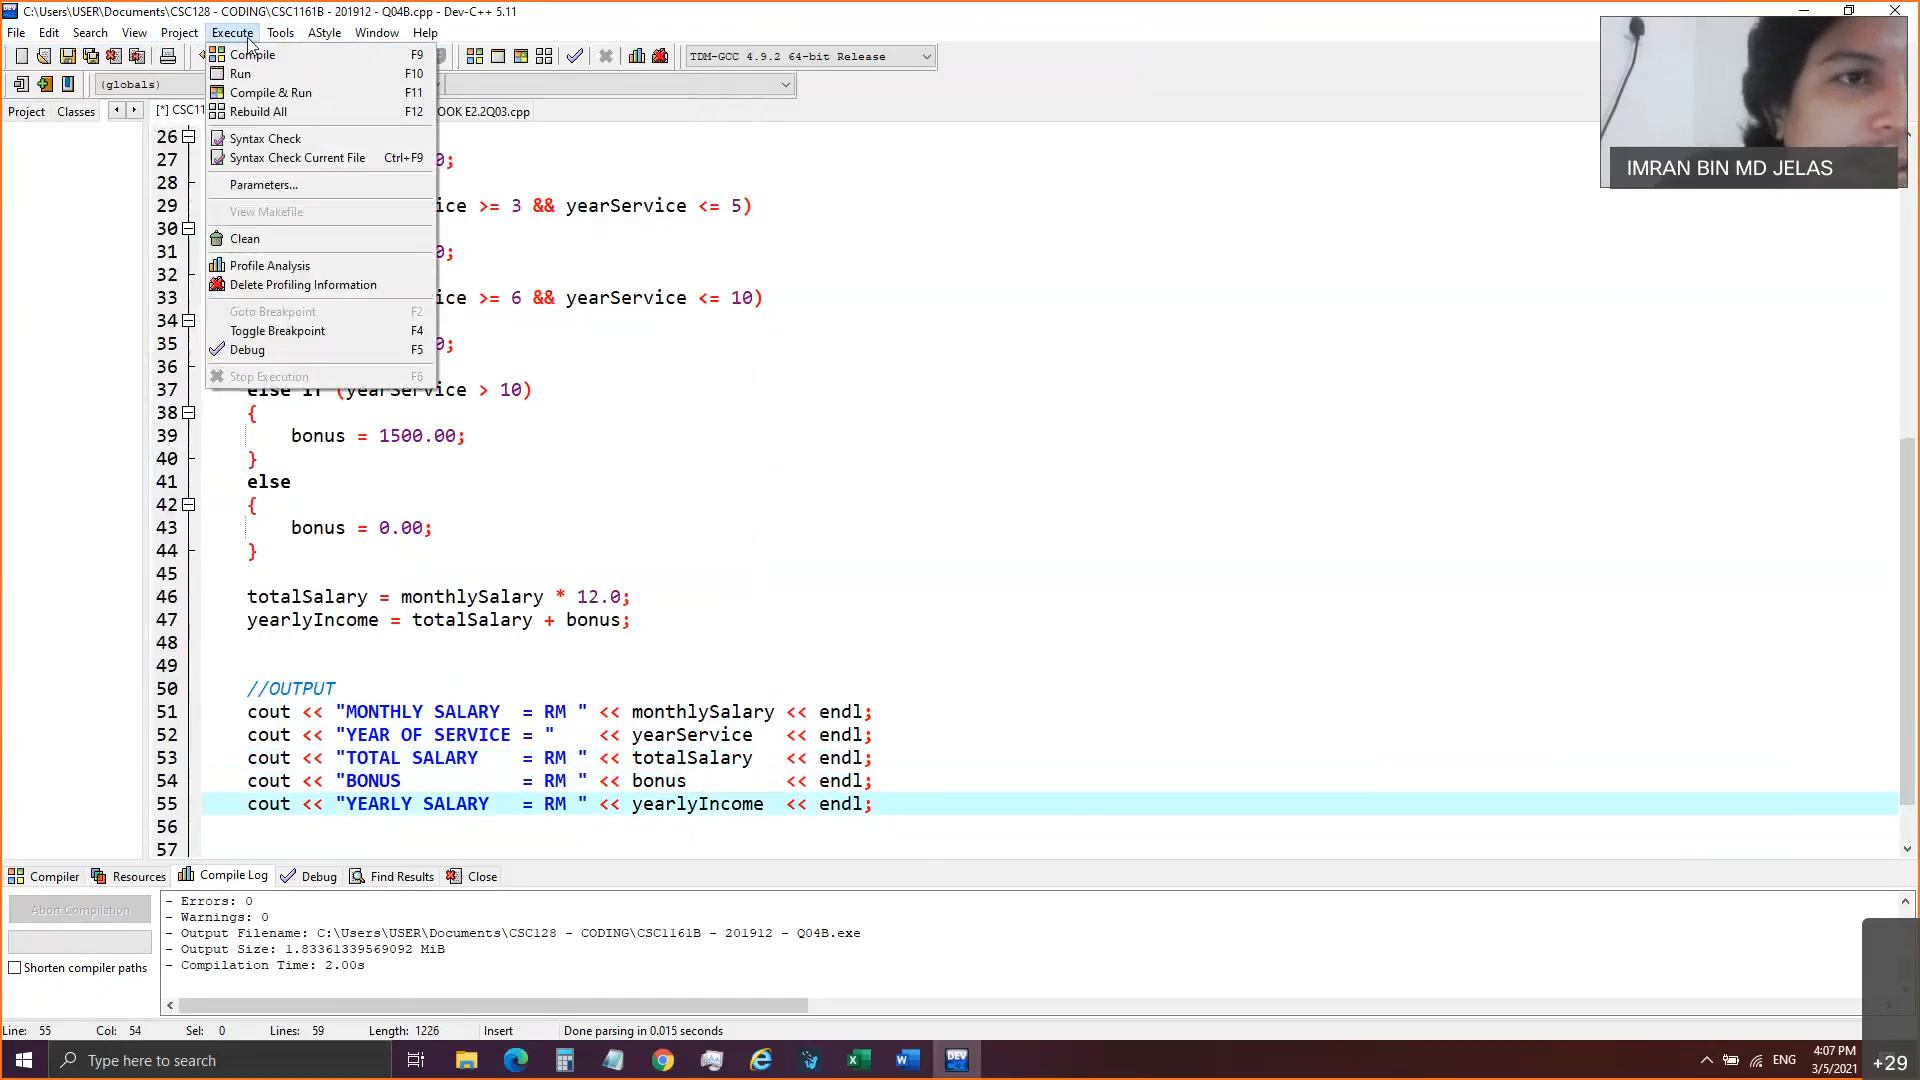 C:\Users\USER\Documents\CSC128 - CODING\CSC1161B - 201912 - Q04B.cpp - Dev-C++ 5.11
File Edit Search View Project Execute Tools AStyle Window Help
TDM-GCC 4.9.2 64-bit Release
(globals)
Project Classes [*] CSC11 OOK E2.2Q03.cpp
Compile F9
Run F10
Compile & Run F11
Rebuild All F12
Syntax Check
Syntax Check Current File Ctrl+F9
Parameters...
View Makefile
Clean
Profile Analysis
Delete Profiling Information
Goto Breakpoint F2
Toggle Breakpoint F4
Debug F5
Stop Execution F6
IMRAN BIN MD JELAS
26
27 0;
28
29 ice >= 3 && yearService <= 5)
30
31 0;
32
33 ice >= 6 && yearService <= 10)
34
35 0;
36
37 else if (yearService > 10)
38 {
39 bonus = 1500.00;
40 }
41 else
42 {
43 bonus = 0.00;
44 }
45
46 totalSalary = monthlySalary * 12.0;
47 yearlyIncome = totalSalary + bonus;
48
49
50 //OUTPUT
51 cout << "MONTHLY SALARY = RM " << monthlySalary << endl;
52 cout << "YEAR OF SERVICE = " << yearService << endl;
53 cout << "TOTAL SALARY = RM " << totalSalary << endl;
54 cout << "BONUS = RM " << bonus << endl;
55 cout << "YEARLY SALARY = RM " << yearlyIncome << endl;
56
57
Compiler Resources Compile Log Debug Find Results Close
Abort Compilation
Shorten compiler paths
- Errors: 0
- Warnings: 0
- Output Filename: C:\Users\USER\Documents\CSC128 - CODING\CSC1161B - 201912 - Q04B.exe
- Output Size: 1.83361339569092 MiB
- Compilation Time: 2.00s
Line: 55 Col: 54 Sel: 0 Lines: 59 Length: 1226 Insert Done parsing in 0.015 seconds
Type here to search
DEV
ENG
4:07 PM
3/5/2021
+29